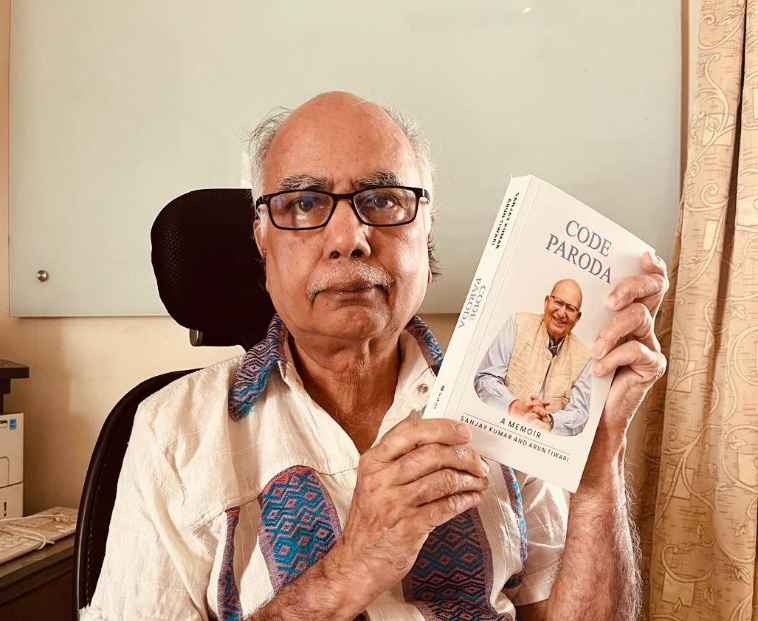 SANJAY KUMAR
ARUN TIWARI
CODE
PARODA
CODE
PARODA
A MEMOIR
SANJAY KUMAR AND ARUN TIWARI